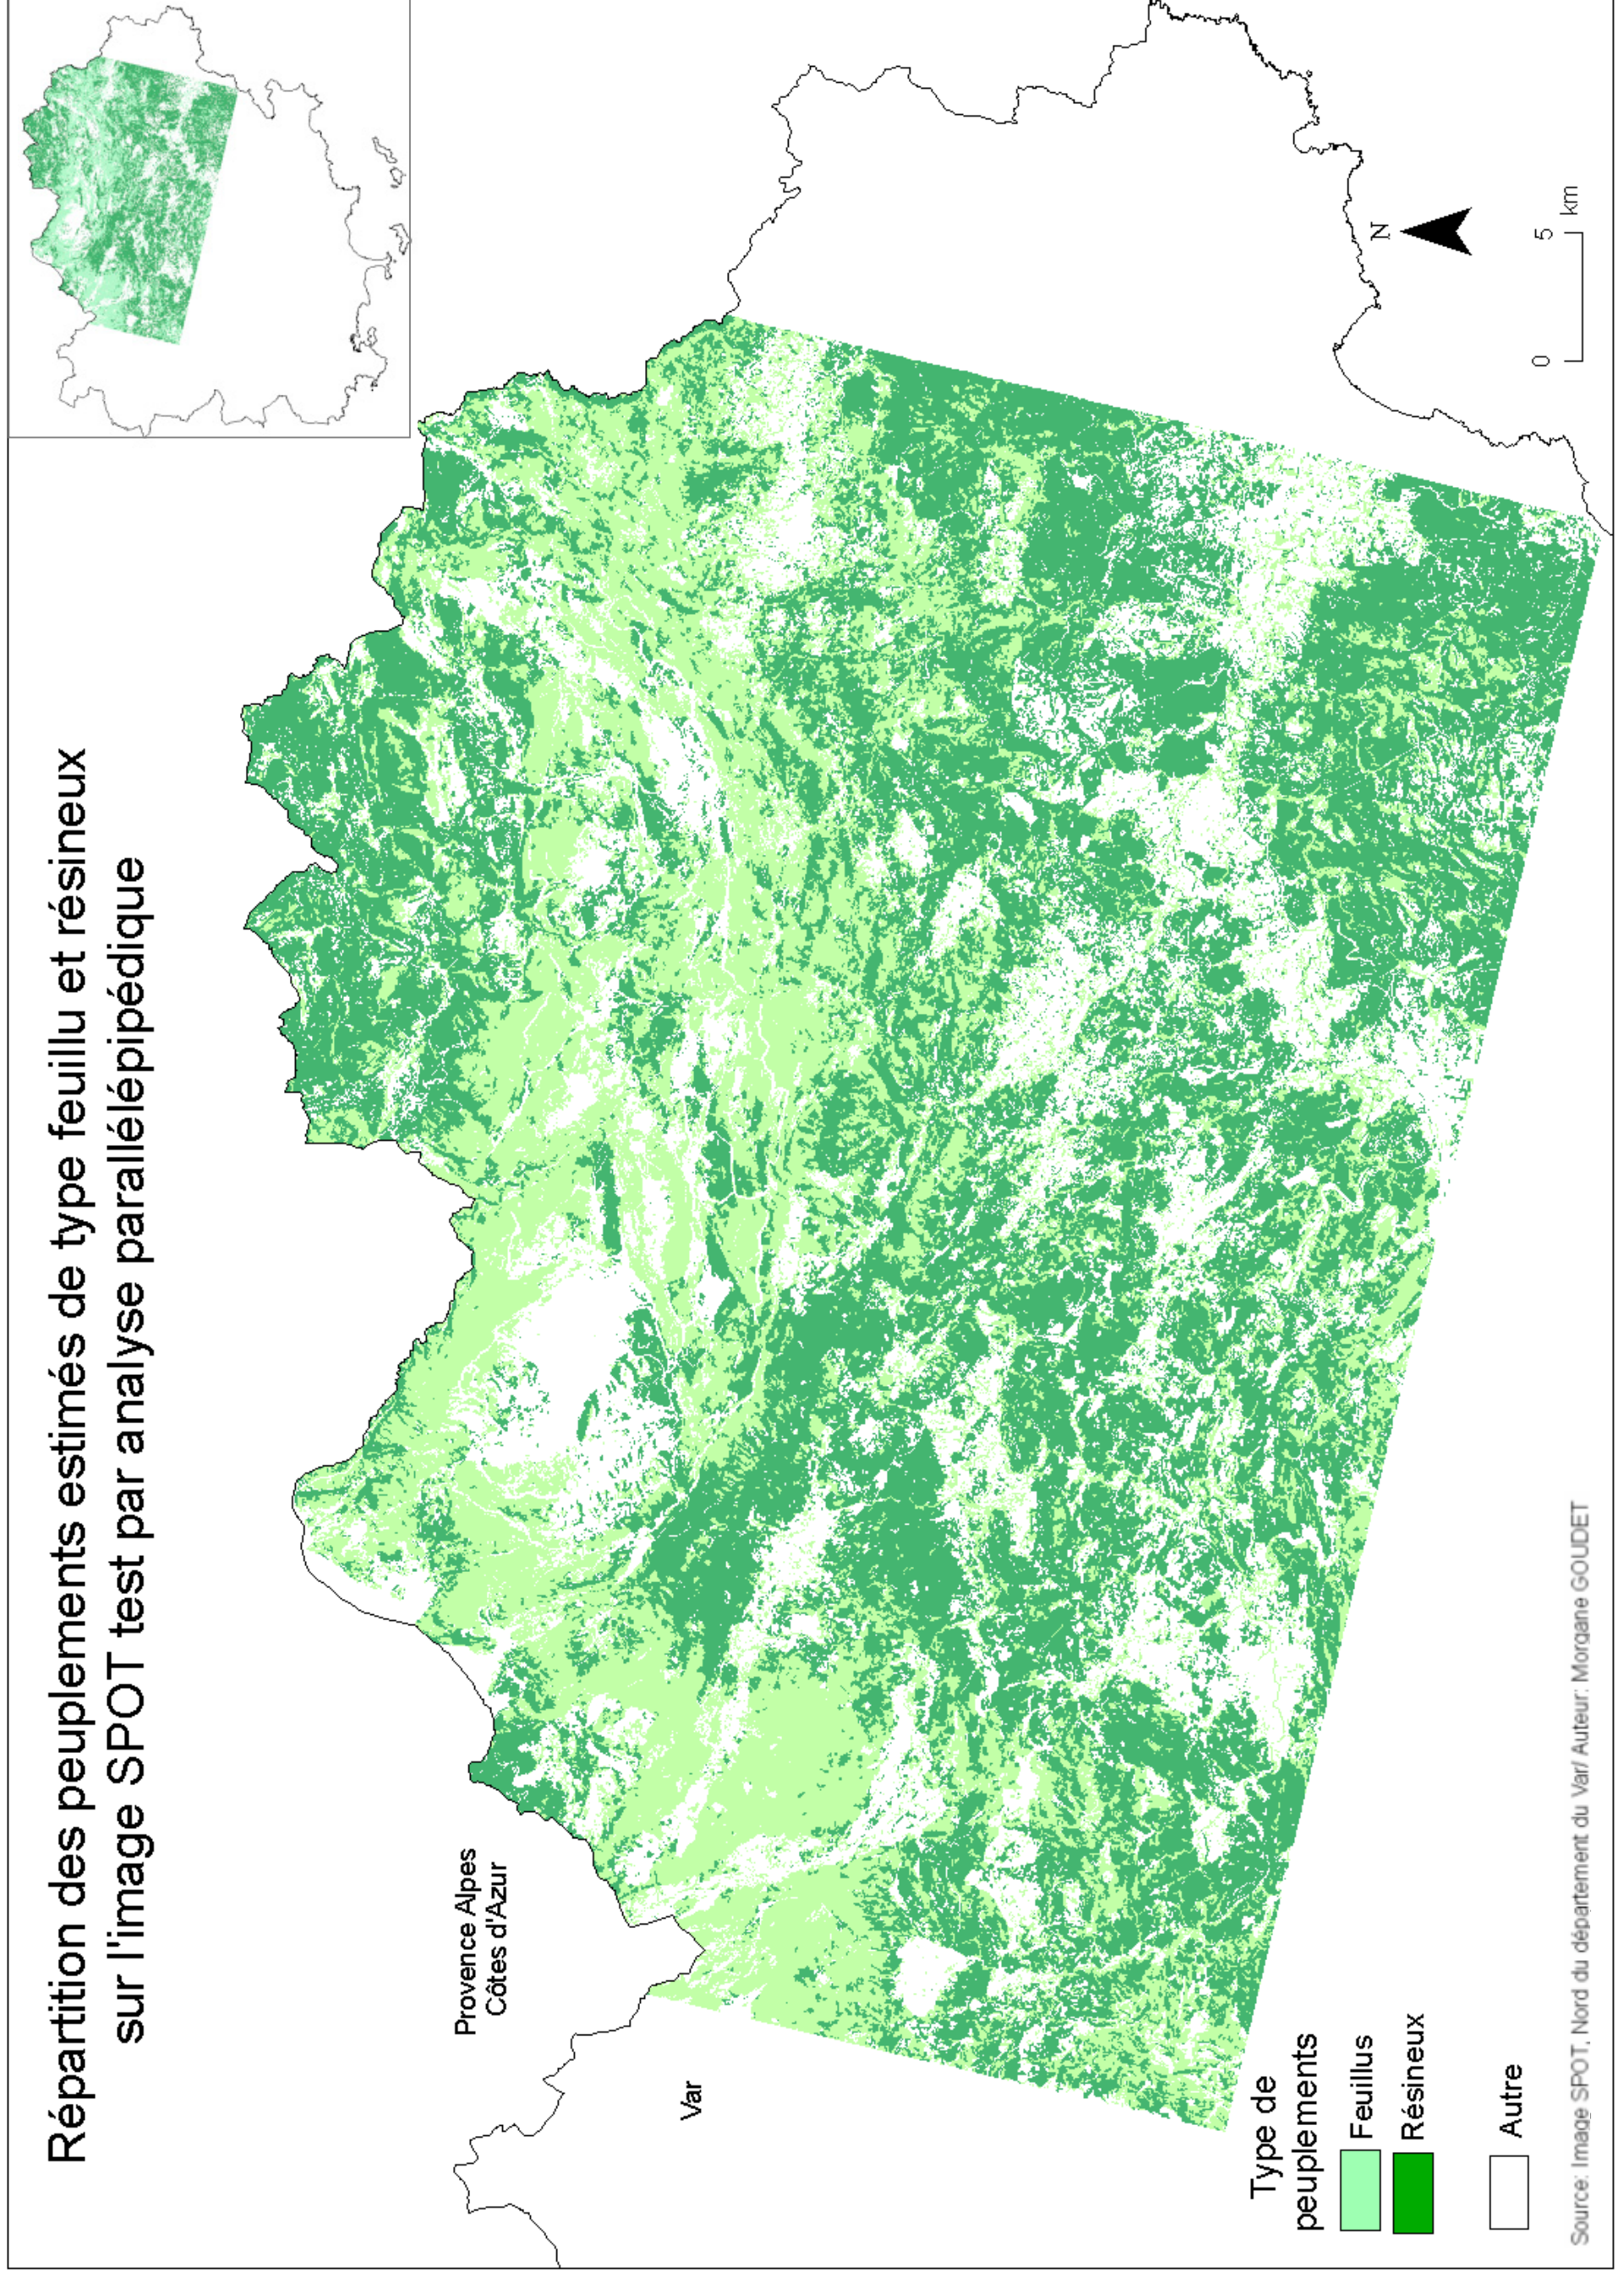 Répartition des peuplements estimés de type feuillu et résineux
sur l'image SPOT test par analyse parallélépipédique
Provence Alpes
Côtes d'Azur
Var
Type de
peuplements
Feuillus
Résineux
Autre
N
0 5
km
Source: Image SPOT, Nord du département du Var/ Auteur: Morgane GOUDET